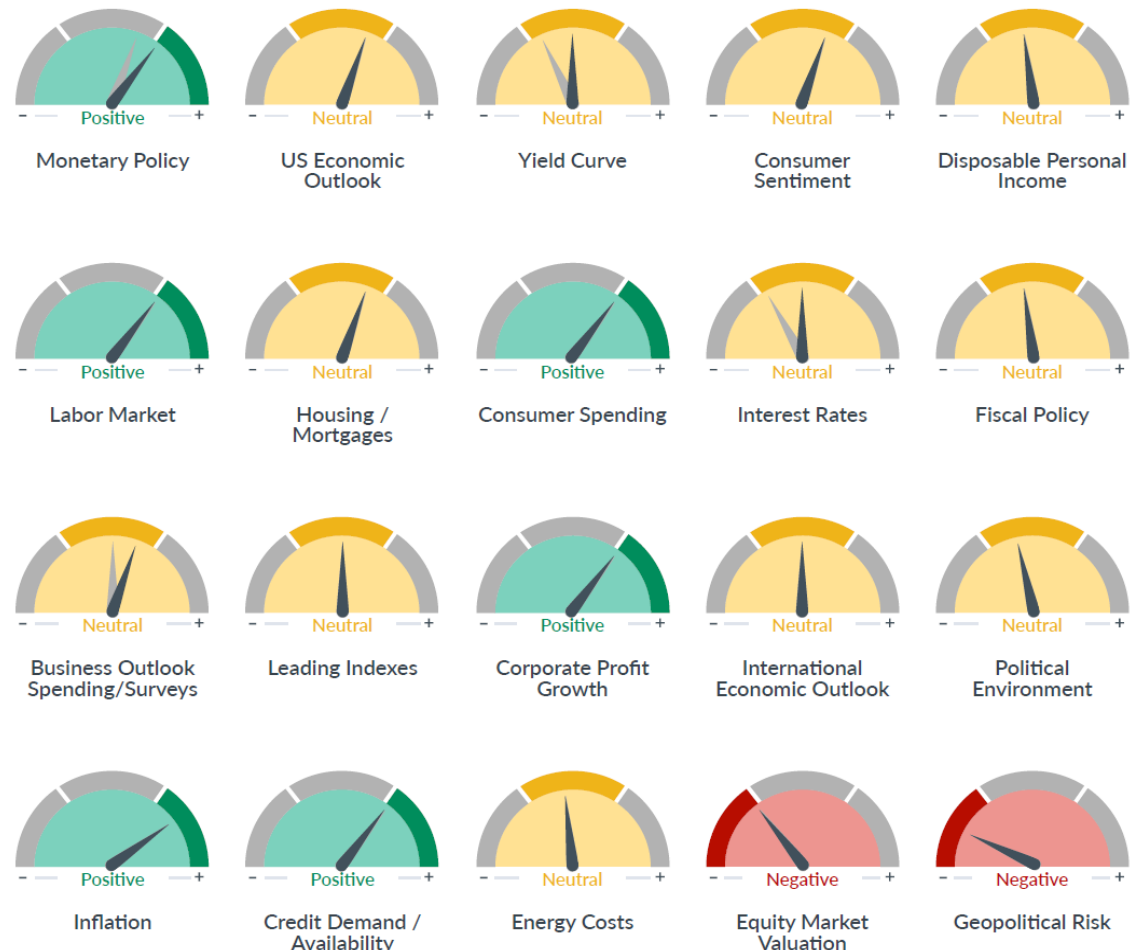 - Positive +
Monetary Policy
- Neutral +
US Economic
Outlook
- Neutral +
Yield Curve
- Neutral +
Consumer
Sentiment
- Neutral +
Disposable Personal
Income
- Positive +
Labor Market
- Neutral +
Housing /
Mortgages
- Positive +
Consumer Spending
- Neutral +
Interest Rates
- Neutral +
Fiscal Policy
- Neutral +
Business Outlook
Spending/Surveys
- Neutral +
Leading Indexes
- Positive +
Corporate Profit
Growth
- Neutral +
International
Economic Outlook
- Neutral +
Political
Environment
- Positive +
Inflation
- Positive +
Credit Demand /
Availability
- Neutral +
Energy Costs
- Negative +
Equity Market
Valuation
- Negative +
Geopolitical Risk